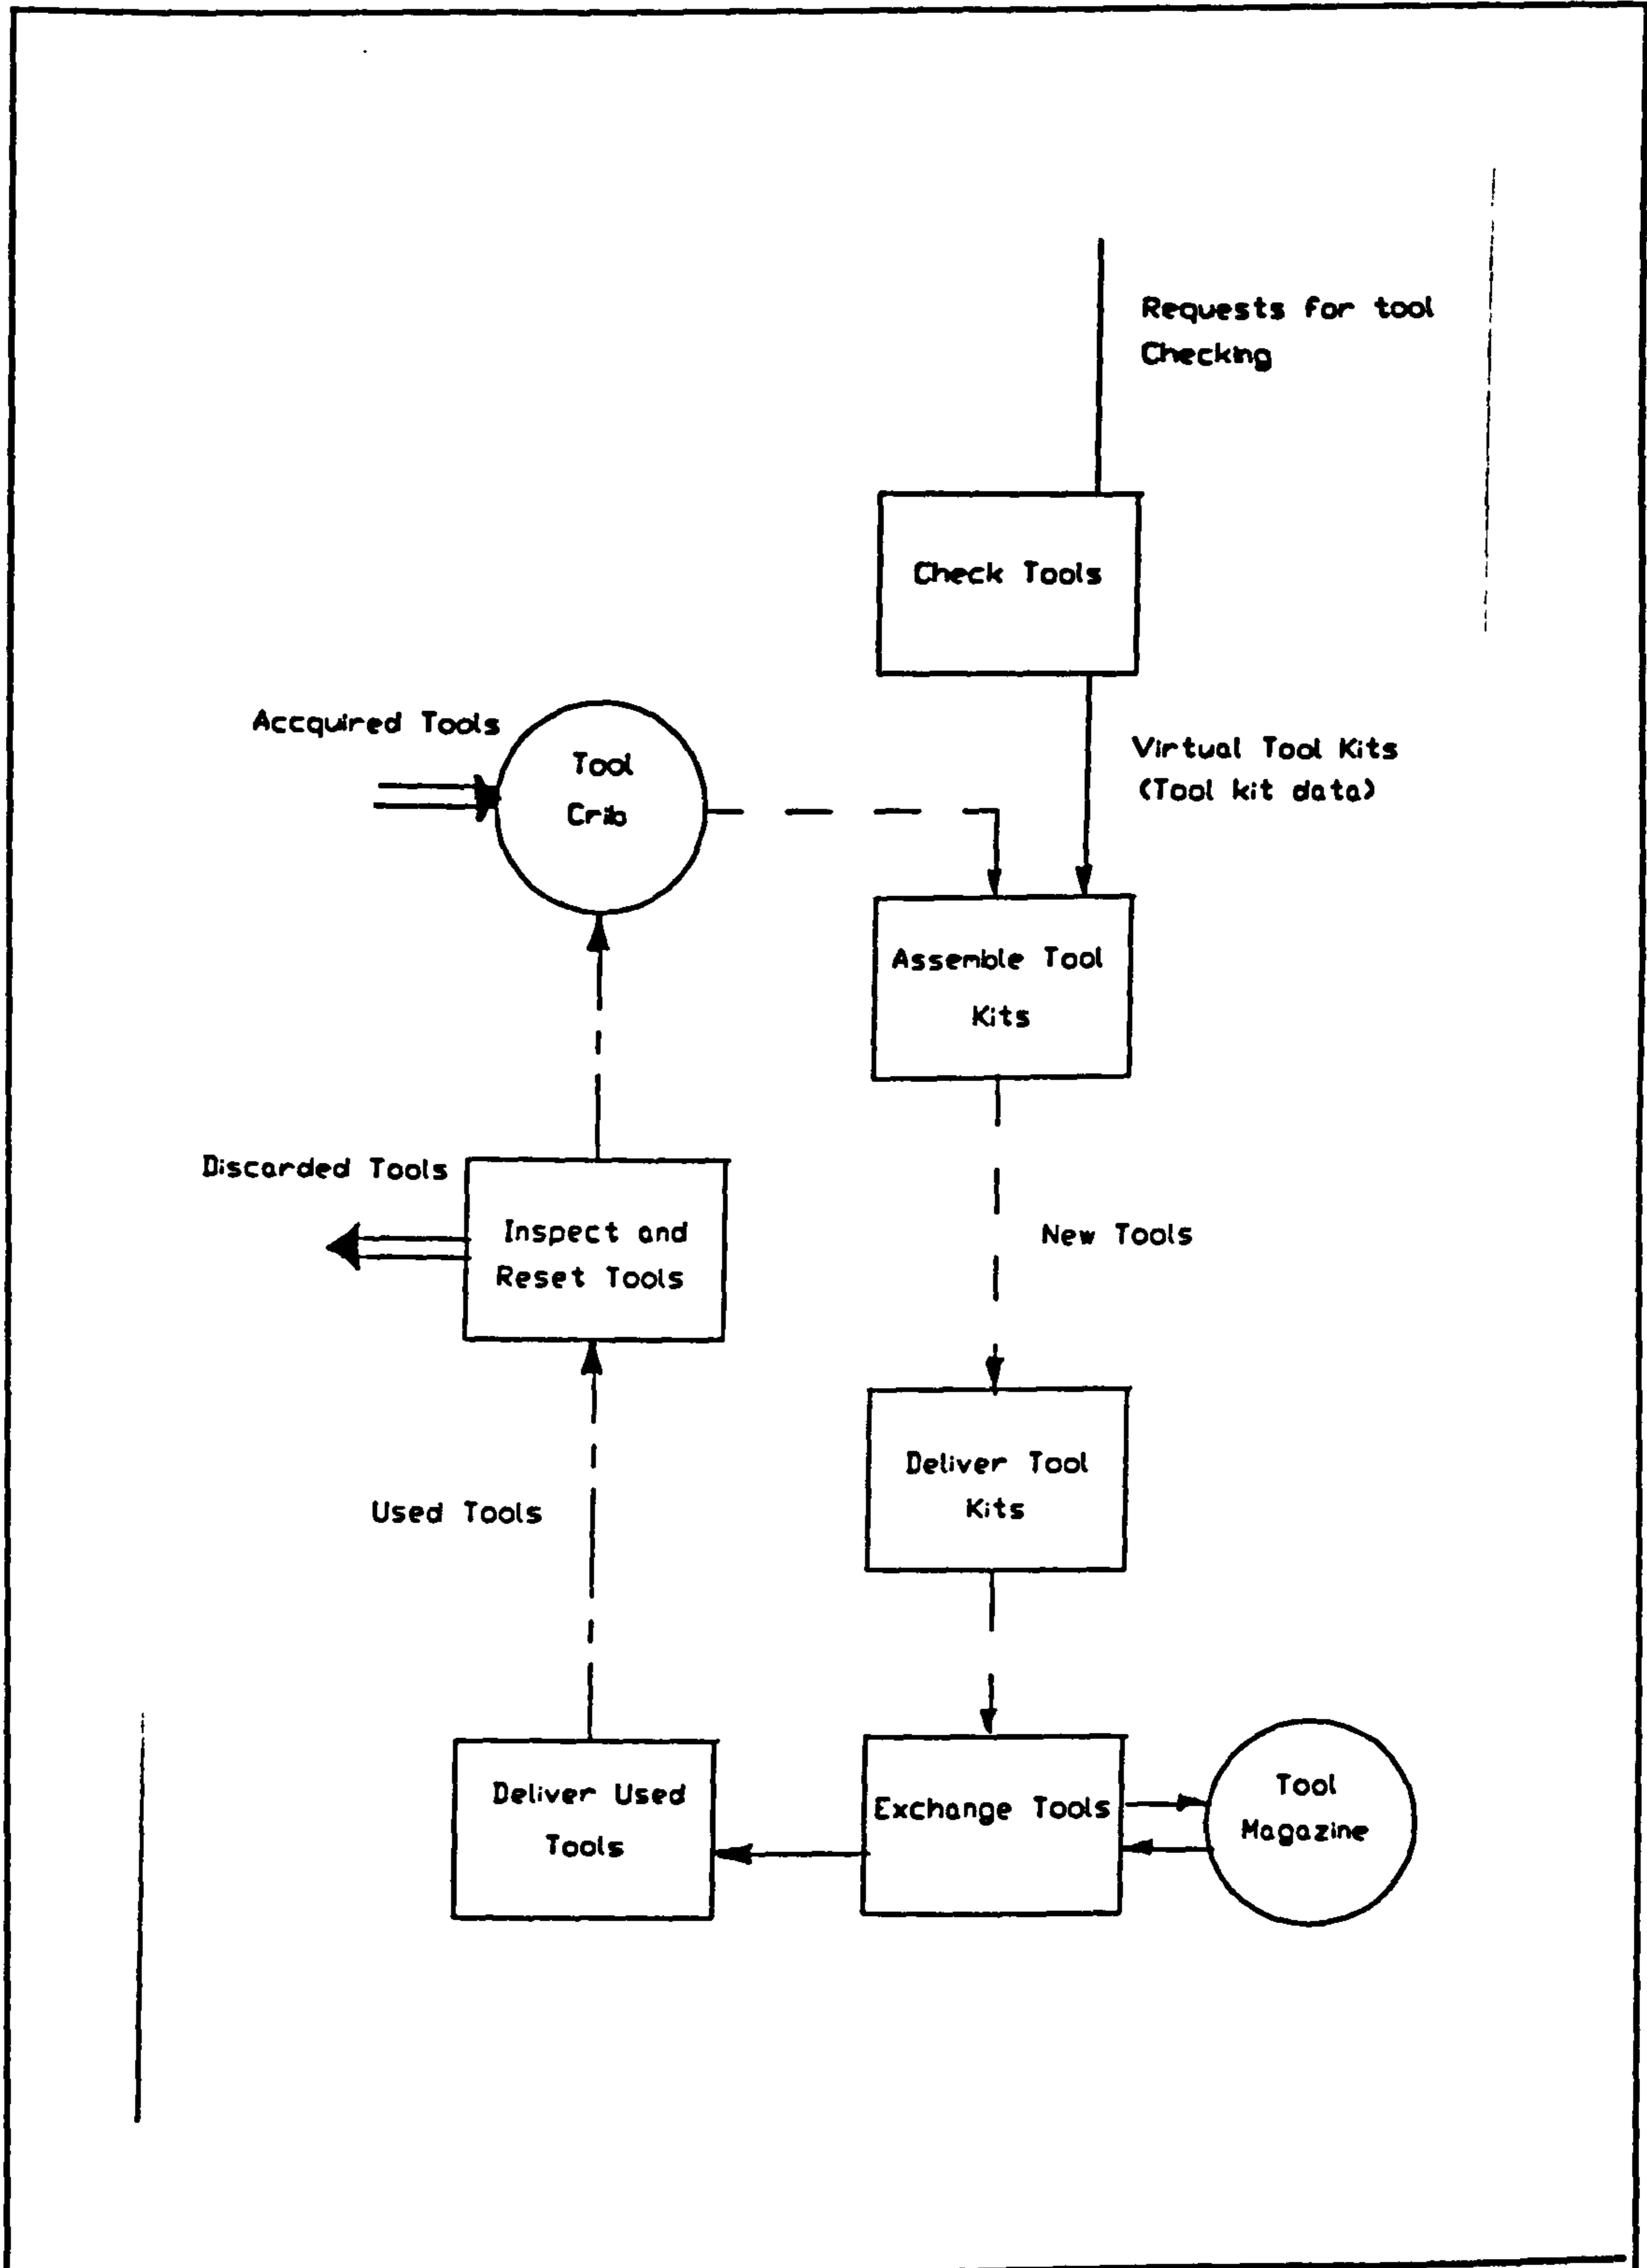 Requests for tool
Checking
Check Tools
Accquired Tools
Tool
Crib
Virtual Tool Kits
(Tool kit data)
Assemble Tool
Kits
Discarded Tools
Inspect and
Reset Tools
New Tools
Deliver Tool
Kits
Used Tools
Deliver Used
Tools
Exchange Tools
Tool
Magazine